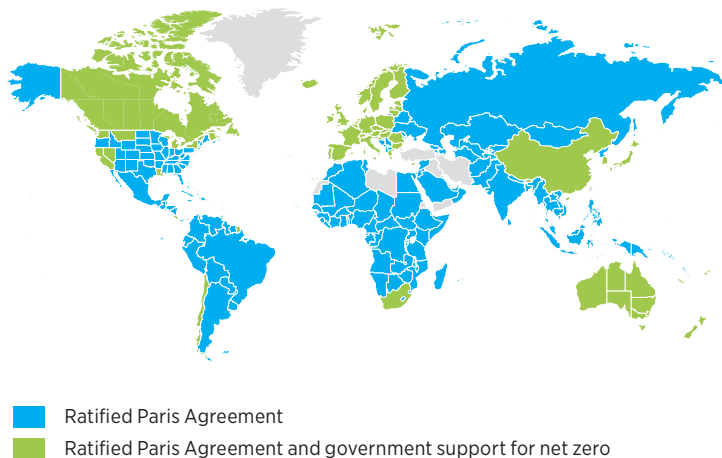 Ratified Paris Agreement
Ratified Paris Agreement and government support for net zero